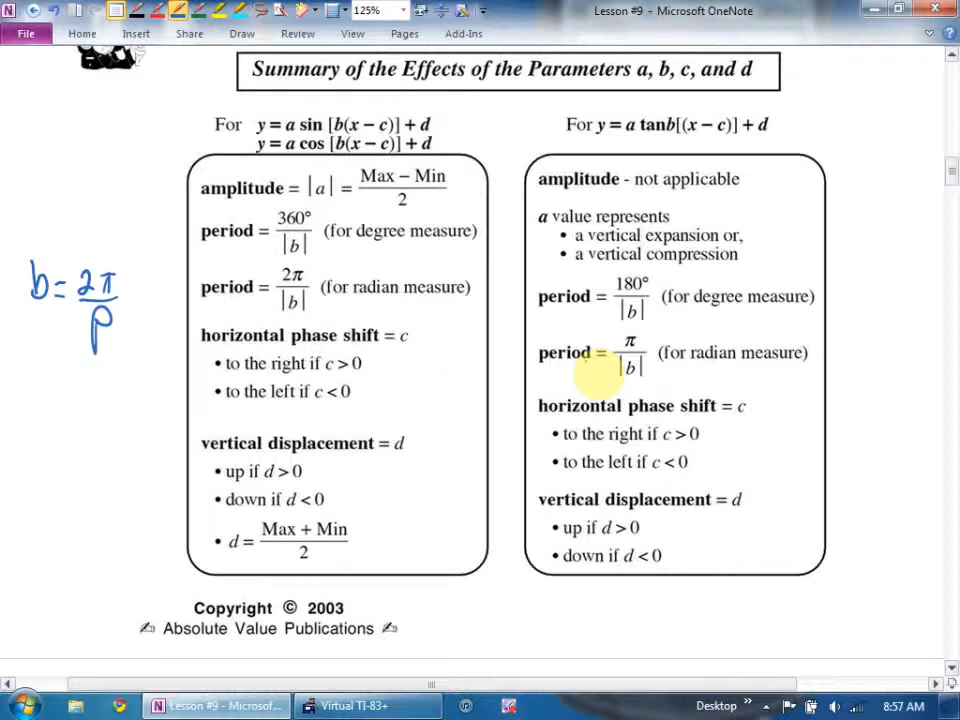 125%
Lesson #9 - Microsoft OneNote
File Home Insert Share Draw Review View Pages Add-Ins
Summary of the Effects of the Parameters a, b, c, and d
For y = a sin [b(x – c)] + d
y = a cos [b(x – c)] + d
amplitude = |a| = Max – Min / 2
period = 360° / |b| (for degree measure)
period = 2π / |b| (for radian measure)
horizontal phase shift = c
• to the right if c > 0
• to the left if c < 0
vertical displacement = d
• up if d > 0
• down if d < 0
• d = Max + Min / 2
b = 2π / P
For y = a tanb[(x – c)] + d
amplitude - not applicable
a value represents
• a vertical expansion or,
• a vertical compression
period = 180° / |b| (for degree measure)
period = π / |b| (for radian measure)
horizontal phase shift = c
• to the right if c > 0
• to the left if c < 0
vertical displacement = d
• up if d > 0
• down if d < 0
Copyright © 2003
✍ Absolute Value Publications ✍
Lesson #9 - Microsof... Virtual TI-83+ Desktop » 8:57 AM